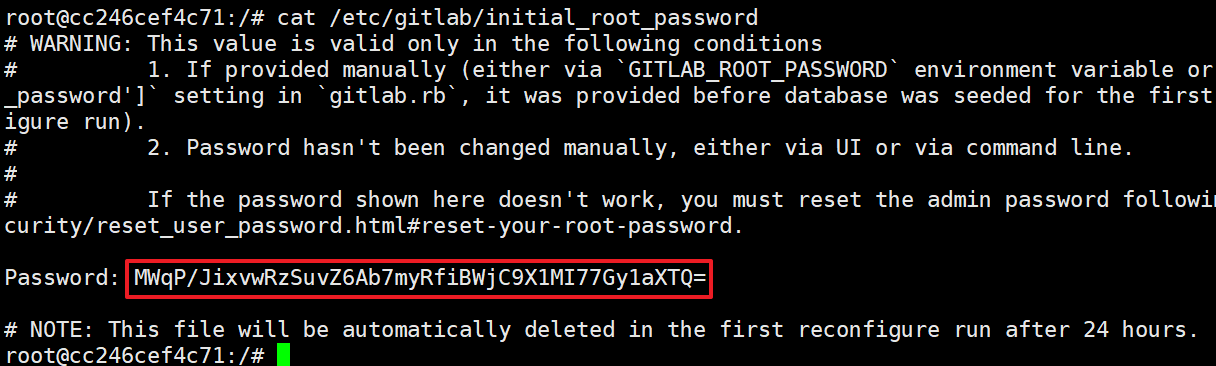 root@cc246cef4c71:/# cat /etc/gitlab/initial_root_password
# WARNING: This value is valid only in the following conditions
#          1. If provided manually (either via `GITLAB_ROOT_PASSWORD` environment variable or
_password']` setting in `gitlab.rb`, it was provided before database was seeded for the first
igure run).
#          2. Password hasn't been changed manually, either via UI or via command line.
#
#          If the password shown here doesn't work, you must reset the admin password followin
curity/reset_user_password.html#reset-your-root-password.
Password: MWqP/JixvwRzSuvZ6Ab7myRfiBWjC9X1MI77Gy1aXTQ=
# NOTE: This file will be automatically deleted in the first reconfigure run after 24 hours.
root@cc246cef4c71:/#